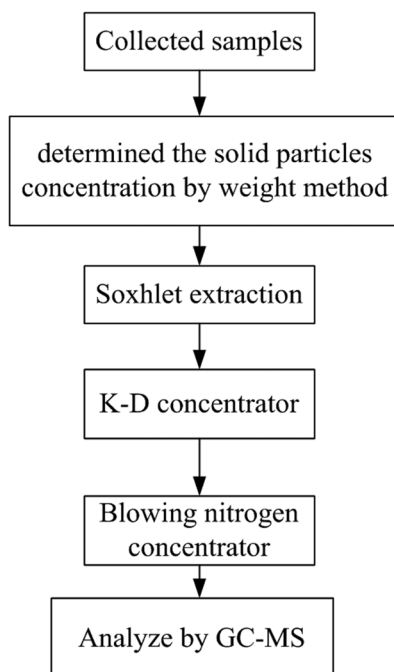 Collected samples
determined the solid particles
concentration by weight method
Soxhlet extraction
K-D concentrator
Blowing nitrogen
concentrator
Analyze by GC-MS